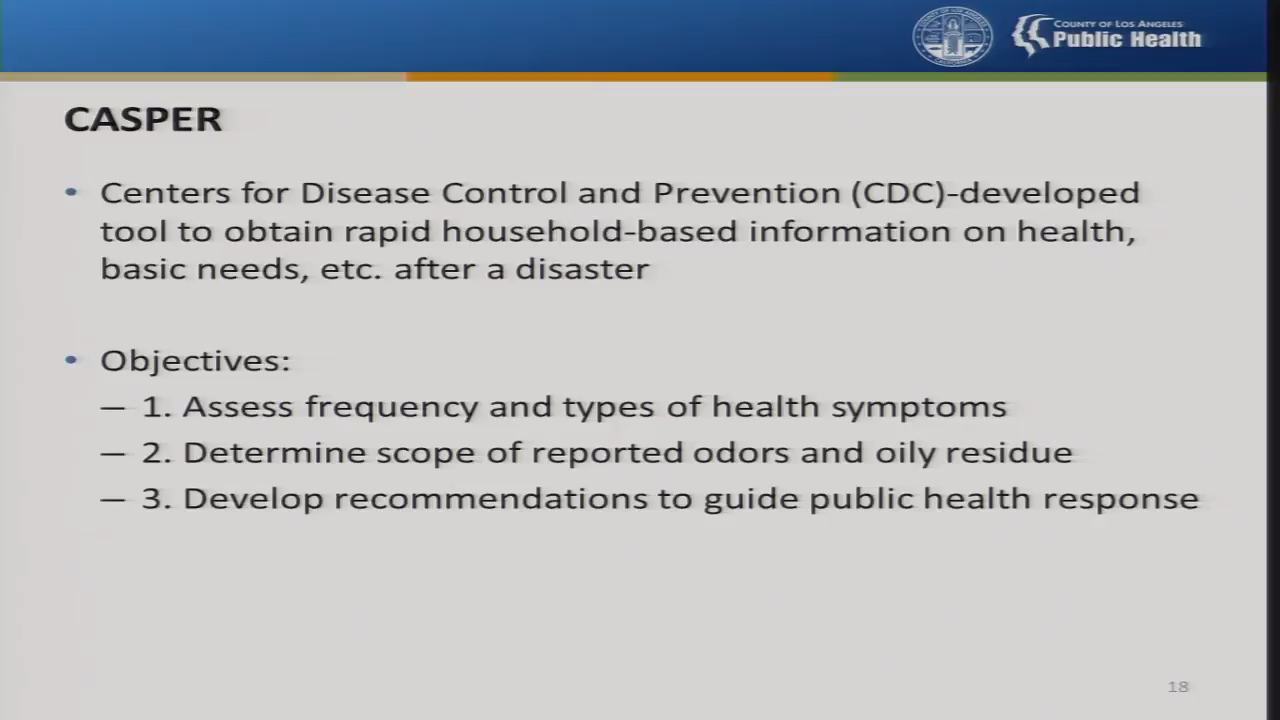 COUNTY OF LOS ANGELES
Public Health
CASPER
• Centers for Disease Control and Prevention (CDC)-developed
tool to obtain rapid household-based information on health,
basic needs, etc. after a disaster
• Objectives:
— 1. Assess frequency and types of health symptoms
— 2. Determine scope of reported odors and oily residue
— 3. Develop recommendations to guide public health response
18